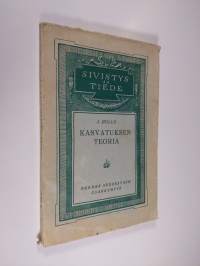 SIVISTYS
JA
TIEDE
J. HOLLO
KASVATUKSEN
TEORIA
WERNER SÖDERSTRÖM
OSAKEYHTIÖ